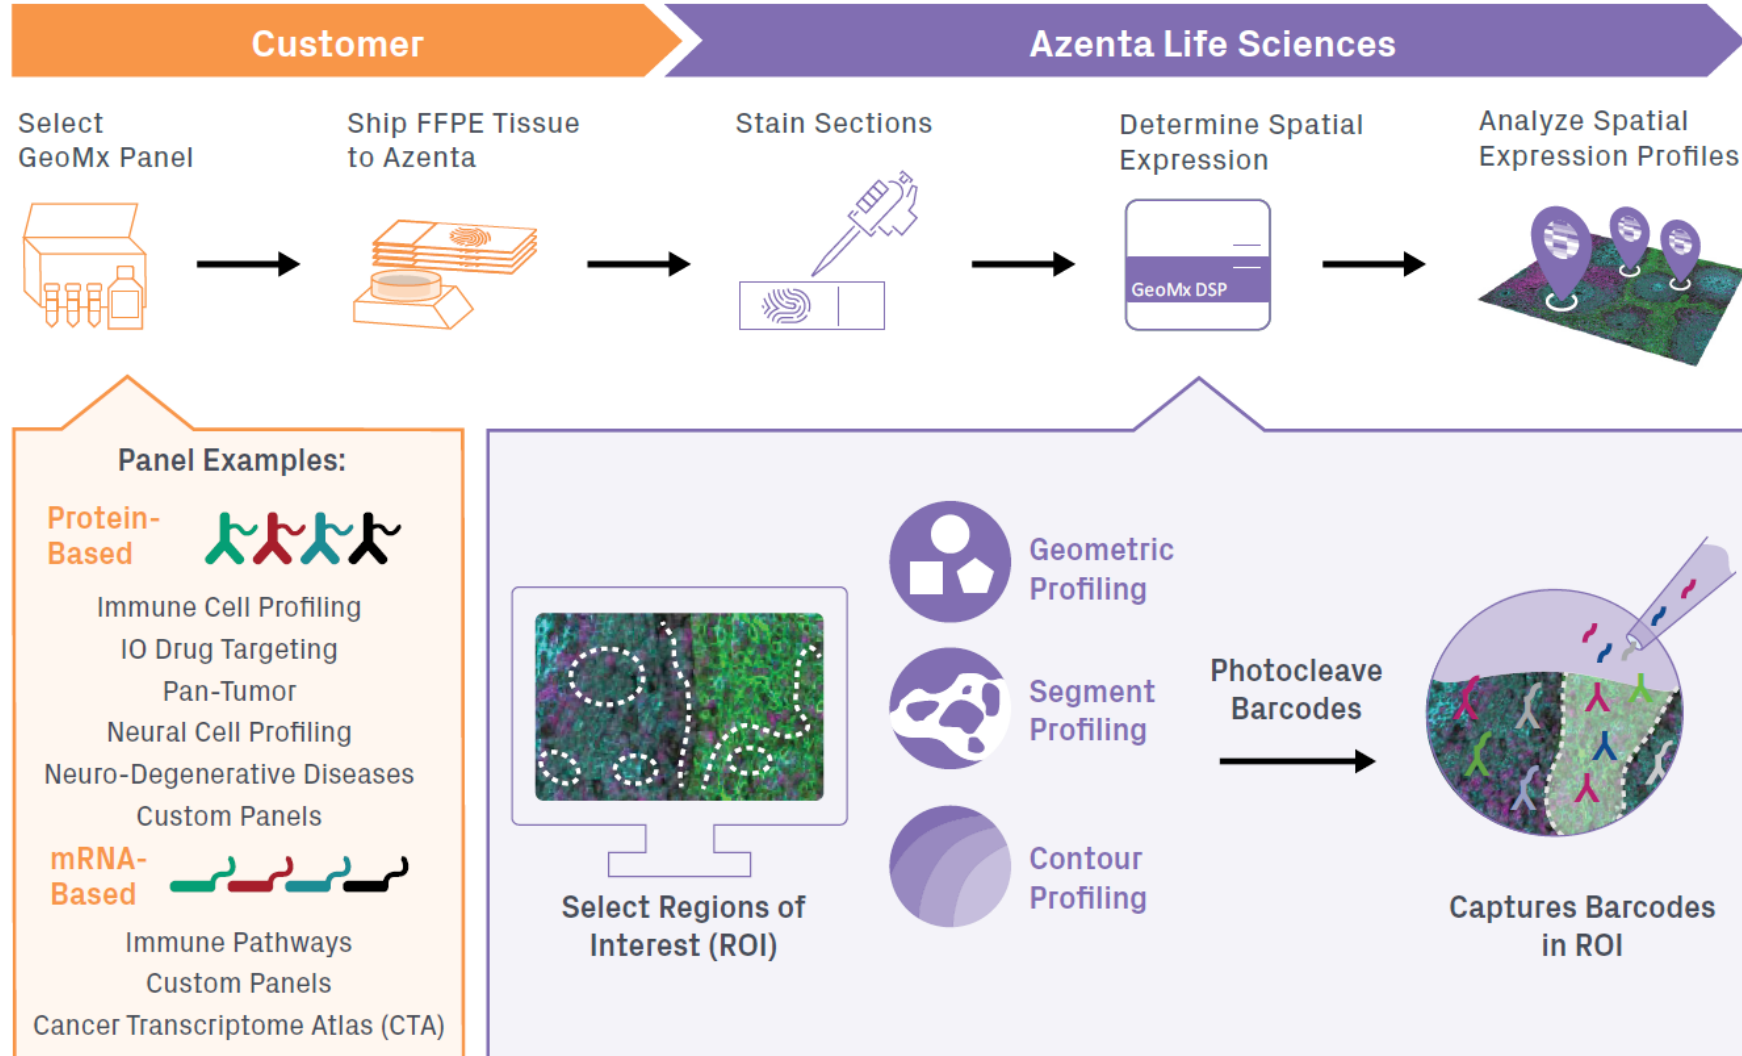 Customer
Azenta Life Sciences
Select
GeoMx Panel
Ship FFPE Tissue
to Azenta
Stain Sections
Determine Spatial
Expression
Analyze Spatial
Expression Profiles
GeoMx DSP
Panel Examples:
Protein-
Based
Immune Cell Profiling
IO Drug Targeting
Pan-Tumor
Neural Cell Profiling
Neuro-Degenerative Diseases
Custom Panels
mRNA-
Based
Immune Pathways
Custom Panels
Cancer Transcriptome Atlas (CTA)
Select Regions of
Interest (ROI)
Geometric
Profiling
Segment
Profiling
Contour
Profiling
Photocleave
Barcodes
Captures Barcodes
in ROI